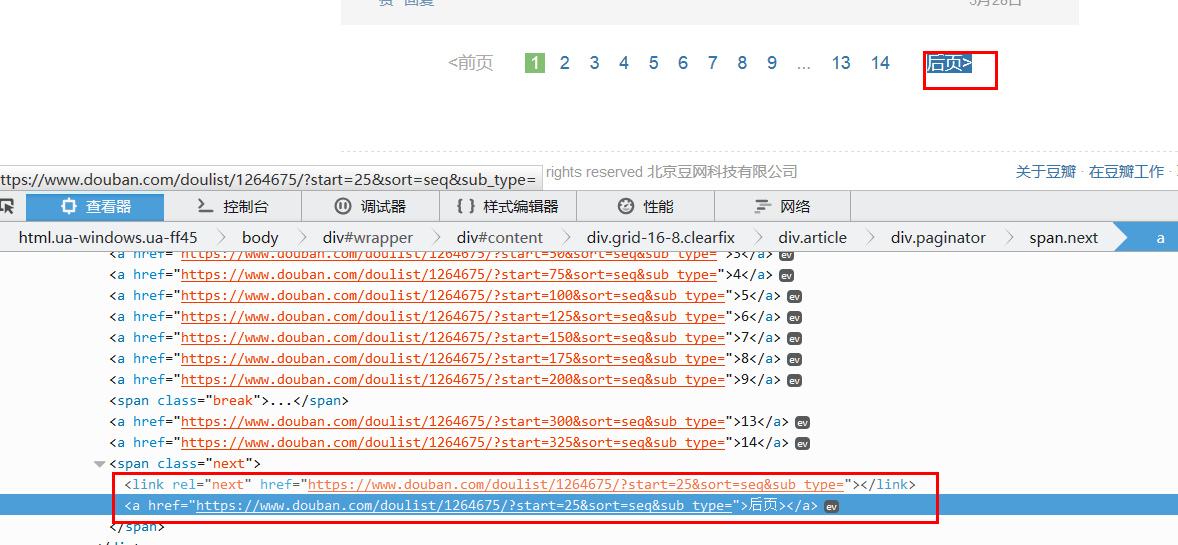 赞 回复 5月28日
<前页 1 2 3 4 5 6 7 8 9 ... 13 14 后页>
ttps://www.douban.com/doulist/1264675/?start=25&sort=seq&sub_type= rights reserved 北京豆网科技有限公司 关于豆瓣 · 在豆瓣工作 ·
查看器 控制台 调试器 样式编辑器 性能 网络
html.ua-windows.ua-ff45 body div#wrapper div#content div.grid-16-8.clearfix div.article div.paginator span.next a
<a href="https://www.douban.com/doulist/1264675/?start=50&sort=seq&sub_type=">3</a> ev
<a href="https://www.douban.com/doulist/1264675/?start=75&sort=seq&sub_type=">4</a> ev
<a href="https://www.douban.com/doulist/1264675/?start=100&sort=seq&sub_type=">5</a> ev
<a href="https://www.douban.com/doulist/1264675/?start=125&sort=seq&sub_type=">6</a> ev
<a href="https://www.douban.com/doulist/1264675/?start=150&sort=seq&sub_type=">7</a> ev
<a href="https://www.douban.com/doulist/1264675/?start=175&sort=seq&sub_type=">8</a> ev
<a href="https://www.douban.com/doulist/1264675/?start=200&sort=seq&sub_type=">9</a> ev
<span class="break">...</span>
<a href="https://www.douban.com/doulist/1264675/?start=300&sort=seq&sub_type=">13</a> ev
<a href="https://www.douban.com/doulist/1264675/?start=325&sort=seq&sub_type=">14</a> ev
<span class="next">
<link rel="next" href="https://www.douban.com/doulist/1264675/?start=25&sort=seq&sub_type="></link>
<a href="https://www.douban.com/doulist/1264675/?start=25&sort=seq&sub_type=">后页></a> ev
</span>